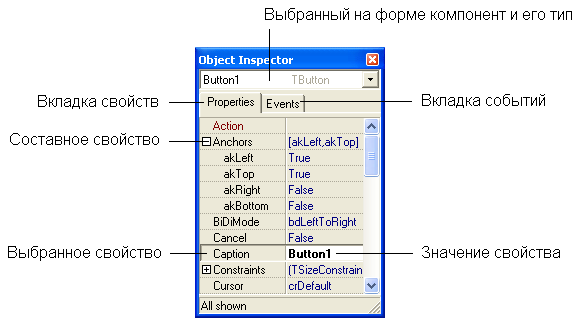 Выбранный на форме компонент и его тип
Object Inspector
Button1 TButton
Вкладка свойств
Properties Events
Вкладка событий
Action
Составное свойство
Anchors [akLeft,akTop]
akLeft True
akTop True
akRight False
akBottom False
BiDiMode bdLeftToRight
Cancel False
Выбранное свойство
Caption Button1
Значение свойства
Constraints (TSizeConstrain
Cursor crDefault
All shown